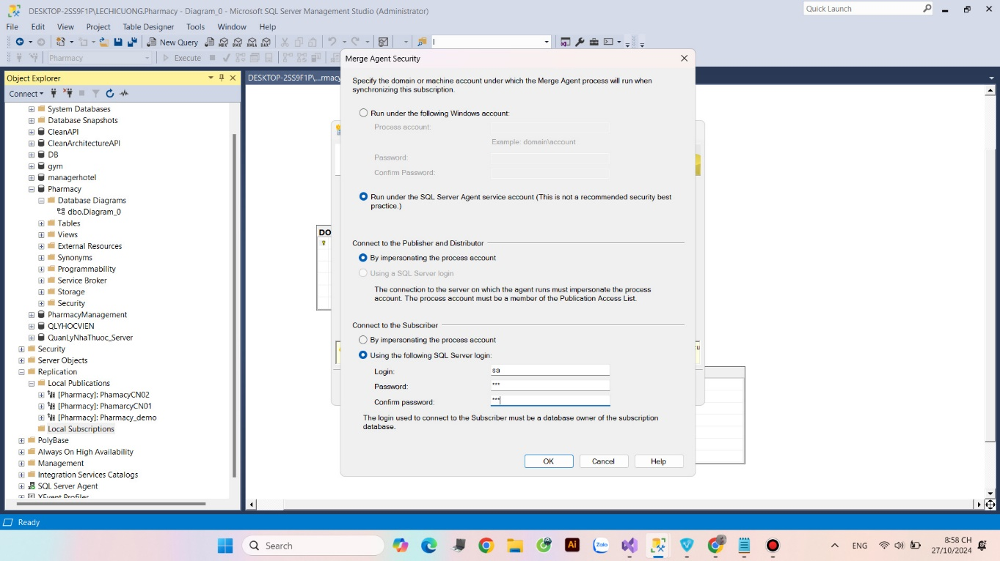 DESKTOP-2SS9F1P\LECHICUONG.Pharmacy - Diagram_0 - Microsoft SQL Server Management Studio (Administrator)
Quick Launch
File Edit View Project Table Designer Tools Window Help
New Query
Pharmacy
Execute
Object Explorer
DESKTOP-2SS9F1P\...rmacy
Connect
System Databases
Database Snapshots
CleanAPI
CleanArchitectureAPI
DB
gym
managerhotel
Pharmacy
Database Diagrams
dbo.Diagram_0
Tables
Views
External Resources
Synonyms
Programmability
Service Broker
Storage
Security
PharmacyManagement
QLYHOCVIEN
QuanLyNhaThuoc_Server
Security
Server Objects
Replication
Local Publications
[Pharmacy]: PhamacyCN02
[Pharmacy]: PhamarcyCN01
[Pharmacy]: Pharmacy_demo
Local Subscriptions
PolyBase
Always On High Availability
Management
Integration Services Catalogs
SQL Server Agent
XEvent Profiler
DO
Merge Agent Security
Specify the domain or machine account under which the Merge Agent process will run when
synchronizing this subscription.
Run under the following Windows account:
Process account:
Example: domain\account
Password:
Confirm Password:
Run under the SQL Server Agent service account (This is not a recommended security best
practice.)
Connect to the Publisher and Distributor
By impersonating the process account
Using a SQL Server login
The connection to the server on which the agent runs must impersonate the process
account. The process account must be a member of the Publication Access List.
Connect to the Subscriber
By impersonating the process account
Using the following SQL Server login:
Login: sa
Password: ***
Confirm password: ***
The login used to connect to the Subscriber must be a database owner of the subscription
database.
OK Cancel Help
Ready
Search
Ai
Zalo
ENG
8:58 CH
27/10/2024